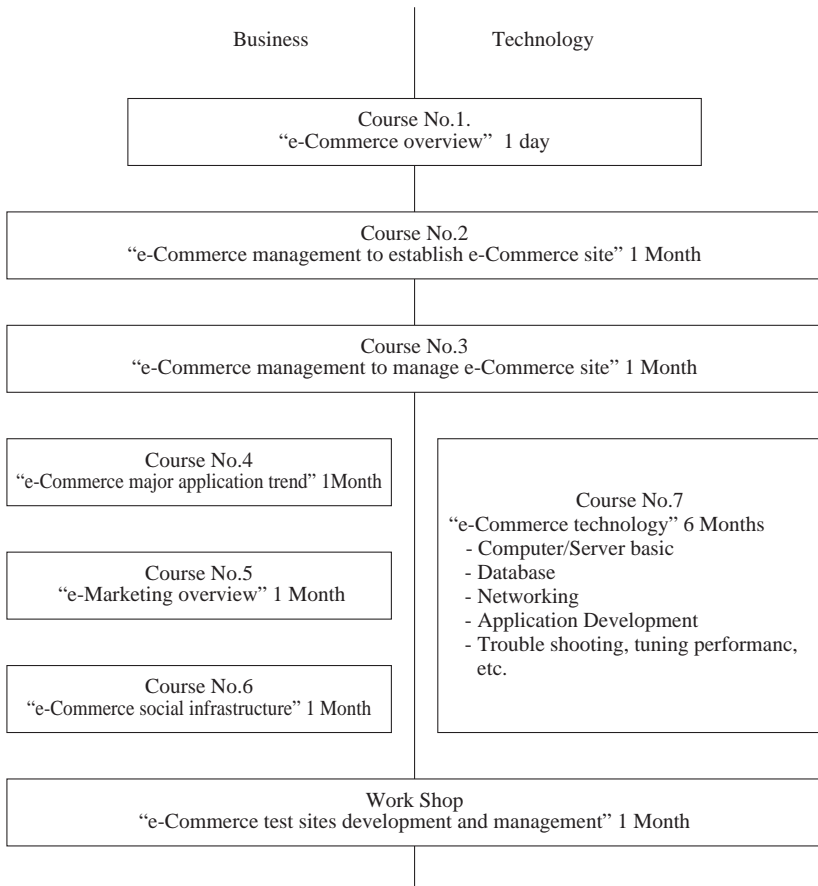 Business
Technology
Course No.1.
“e-Commerce overview” 1 day
Course No.2
“e-Commerce management to establish e-Commerce site” 1 Month
Course No.3
“e-Commerce management to manage e-Commerce site” 1 Month
Course No.4
“e-Commerce major application trend” 1Month
Course No.5
“e-Marketing overview” 1 Month
Course No.6
“e-Commerce social infrastructure” 1 Month
Course No.7
“e-Commerce technology” 6 Months
- Computer/Server basic
- Database
- Networking
- Application Development
- Trouble shooting, tuning performanc,
etc.
Work Shop
“e-Commerce test sites development and management” 1 Month